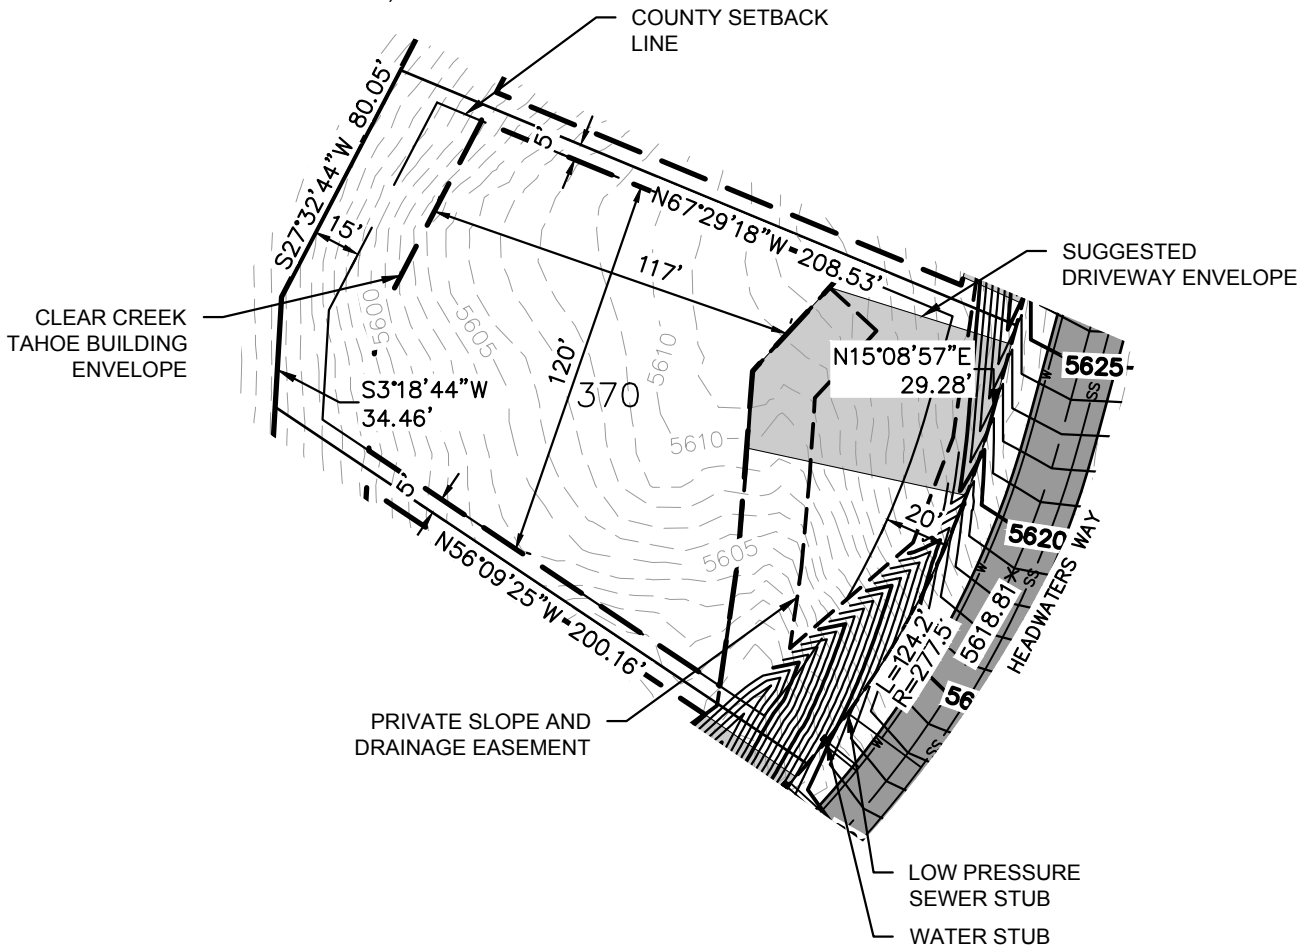 COUNTY SETBACK
LINE
S27°32'44"W 80.05'
5'
N67°29'18"W 208.53'
15'
117'
SUGGESTED
DRIVEWAY ENVELOPE
CLEAR CREEK
TAHOE BUILDING
ENVELOPE
5600
5605
5610
N15°08'57"E
29.28'
5625
W
SS
S3°18'44"W
34.46'
120'
370
5610
5'
20'
5605
5620
W
SS
N56°09'25"W 200.16'
5618.81
HEADWATERS WAY
L=124.2'
R=277.5'
56
W
SS
PRIVATE SLOPE AND
DRAINAGE EASEMENT
LOW PRESSURE
SEWER STUB
WATER STUB